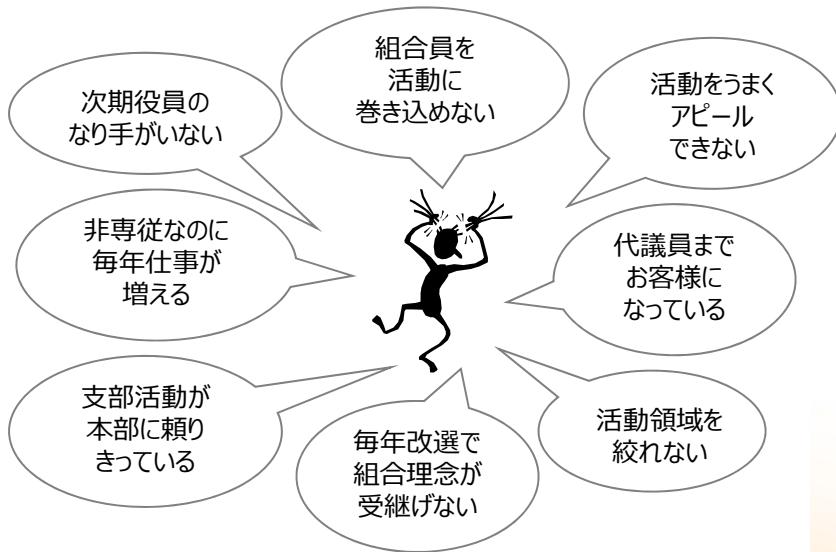 組合員を
活動に
巻き込めない
次期役員の
なり手がいない
活動をうまく
アピール
できない
非専従なのに
毎年仕事が
増える
代議員まで
お客様に
なっている
支部活動が
本部に頼り
きっている
毎年改選で
組合理念が
受継げない
活動領域を
絞れない